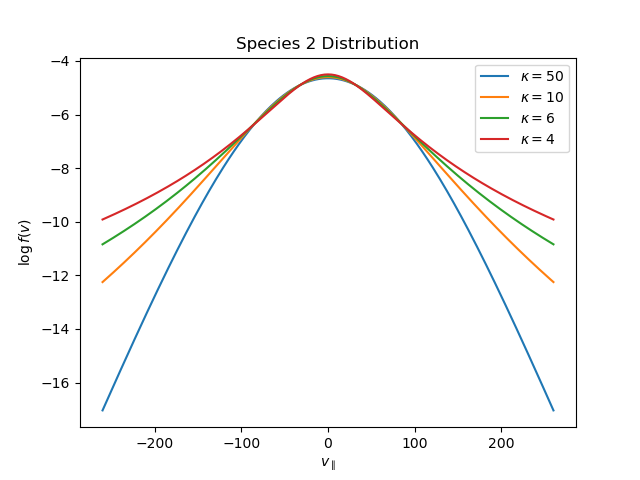 Species 2 Distribution
−4
−6
−8
−10
−12
−14
−16
log f(v)
κ = 50
κ = 10
κ = 6
κ = 4
−200
−100
0
100
200
v∥